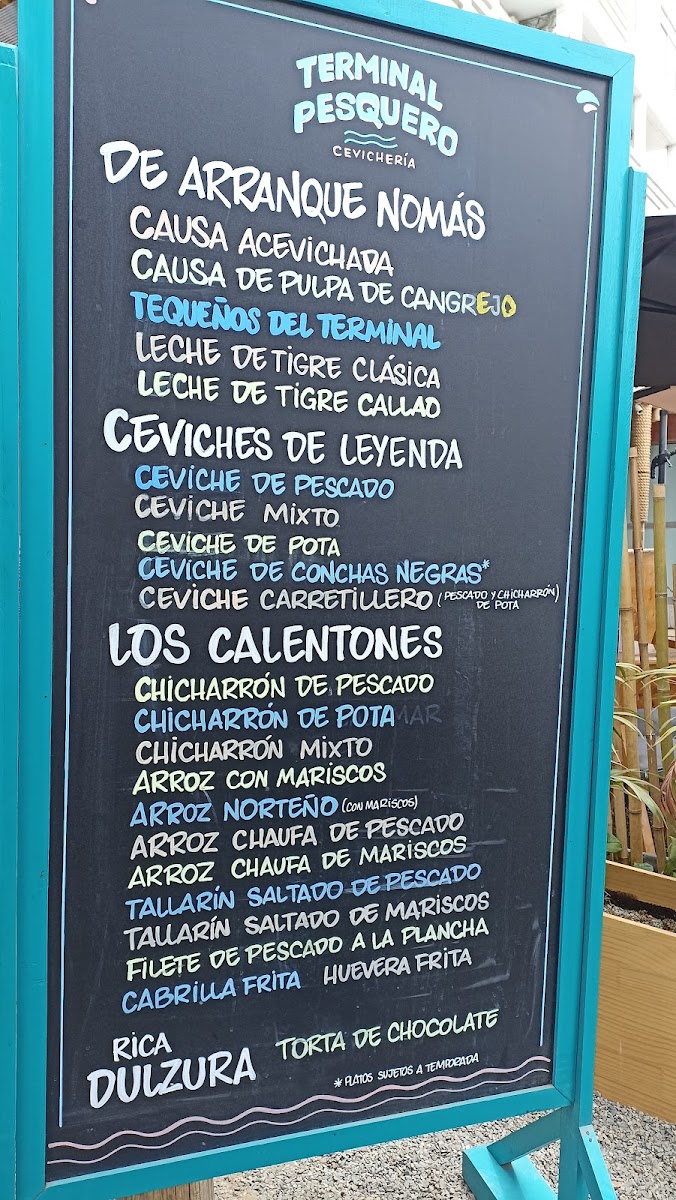 TERMINAL
PESQUERO
CEVICHERÍA
DE ARRANQUE NOMÁS
CAUSA ACEVICHADA
CAUSA DE PULPA DE CANGREJO
TEQUEÑOS DEL TERMINAL
LECHE DE TIGRE CLÁSICA
LECHE DE TIGRE CALLAO
CEVICHES DE LEYENDA
CEVICHE DE PESCADO
CEVICHE MIXTO
CEVICHE DE POTA
CEVICHE DE CONCHAS NEGRAS*
CEVICHE CARRETILLERO (PESCADO Y CHICHARRÓN
DE POTA)
LOS CALENTONES
CHICHARRÓN DE PESCADO
CHICHARRÓN DE POTA MAR
CHICHARRÓN MIXTO
ARROZ CON MARISCOS
ARROZ NORTEÑO (CON MARISCOS)
ARROZ CHAUFA DE PESCADO
ARROZ CHAUFA DE MARISCOS
TALLARÍN SALTADO DE PESCADO
TALLARÍN SALTADO DE MARISCOS
FILETE DE PESCADO A LA PLANCHA
CABRILLA FRITA HUEVERA FRITA
RICA
DULZURA TORTA DE CHOCOLATE
* PLATOS SUJETOS A TEMPORADA